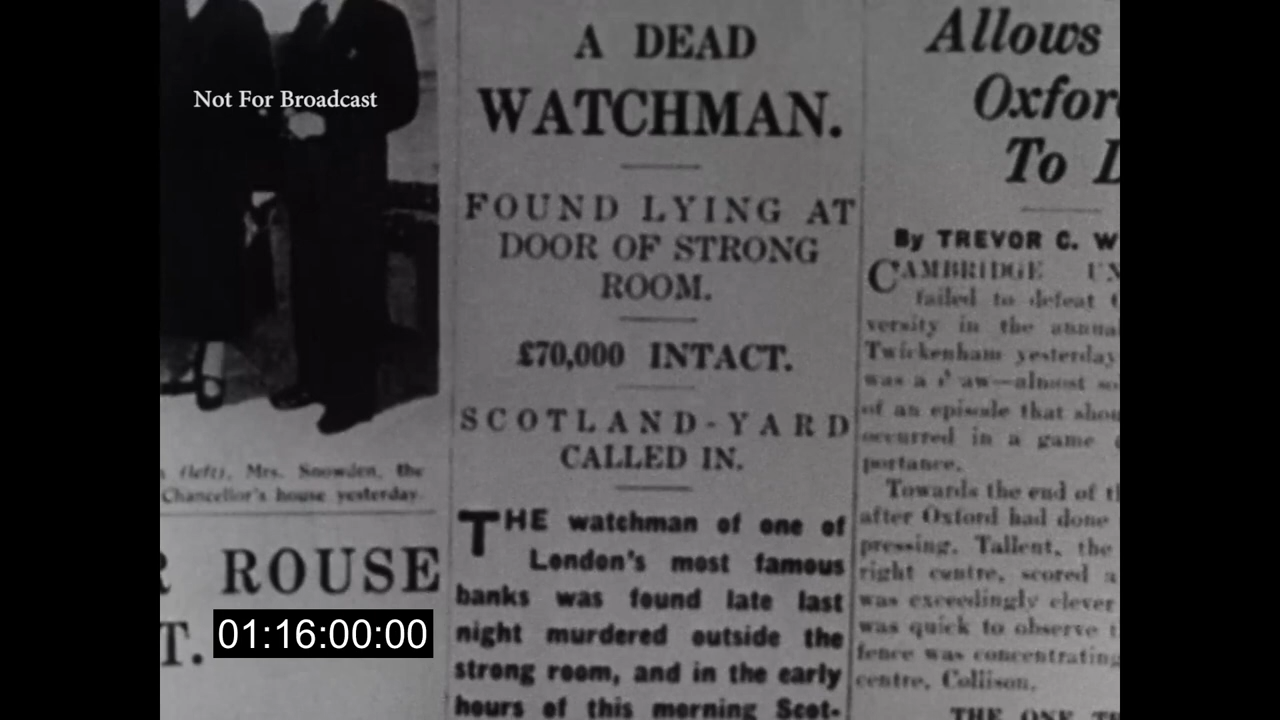 Not For Broadcast
(left), Mrs. Snowden, the
Chancellor's house yesterday.
ROUSE
T.
01:16:00:00
A DEAD
WATCHMAN.
FOUND LYING AT
DOOR OF STRONG
ROOM.
£70,000 INTACT.
SCOTLAND-YARD
CALLED IN.
THE watchman of one of
London's most famous
banks was found late last
night murdered outside the
strong room, and in the early
hours of this morning Scot-
Allows
Oxfor
To
By TREVOR C. W
CAMBRIDGE UN
failed to defeat
versity in the annua
Twickenham yesterday
was a aw—almost so
of an episode that shou
occurred in a game
portance.
Towards the end of t
after Oxford had done
pressing, Tallent, the
right centre, scored a
was exceedingly clever
was quick to observe t
fence was concentrating
centre, Collison.
THE ONE